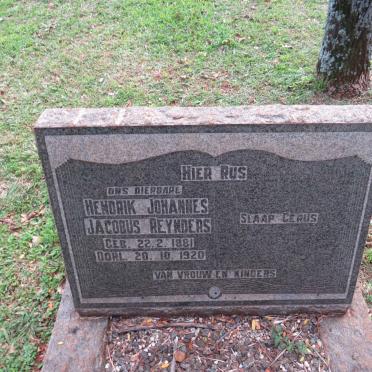 HIER RUS
ONS DIERBARE
HENDRIK JOHANNES
JACOBUS REYNDERS
GEB. 22. 2. 1881
OORL. 20. 10. 1920
SLAAP GERUS
VAN VROUW EN KINDERS